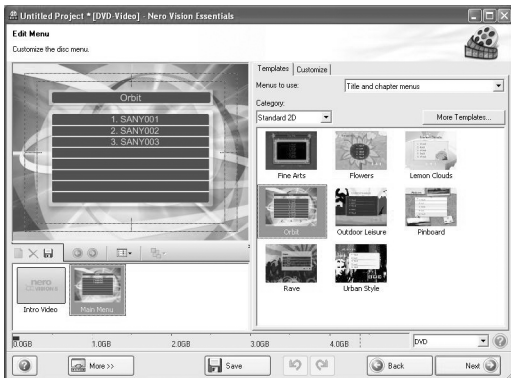 Untitled Project *[DVD-Video] - Nero Vision Essentials
Edit Menu
Customize the disc menu.
Templates Customize
Menus to use: Title and chapter menus
Category:
Standard 2D More Templates...
Orbit
1. SANY001
2. SANY002
3. SANY003
Fine Arts Flowers Lemon Clouds
Orbit Outdoor Leisure Pinboard
Rave Urban Style
nero
Intro Video Main Menu
0.0GB 1.0GB 2.0GB 3.0GB 4.0GB DVD
More >> Save Back Next